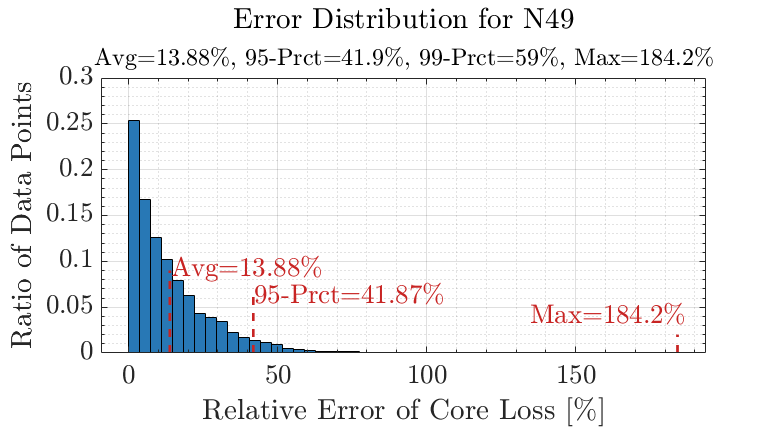 Error Distribution for N49
Avg=13.88%, 95-Prct=41.9%, 99-Prct=59%, Max=184.2%
Ratio of Data Points
0.3
0.25
0.2
0.15
0.1
0.05
0
Avg=13.88%
95-Prct=41.87%
Max=184.2%
0 50 100 150
Relative Error of Core Loss [%]